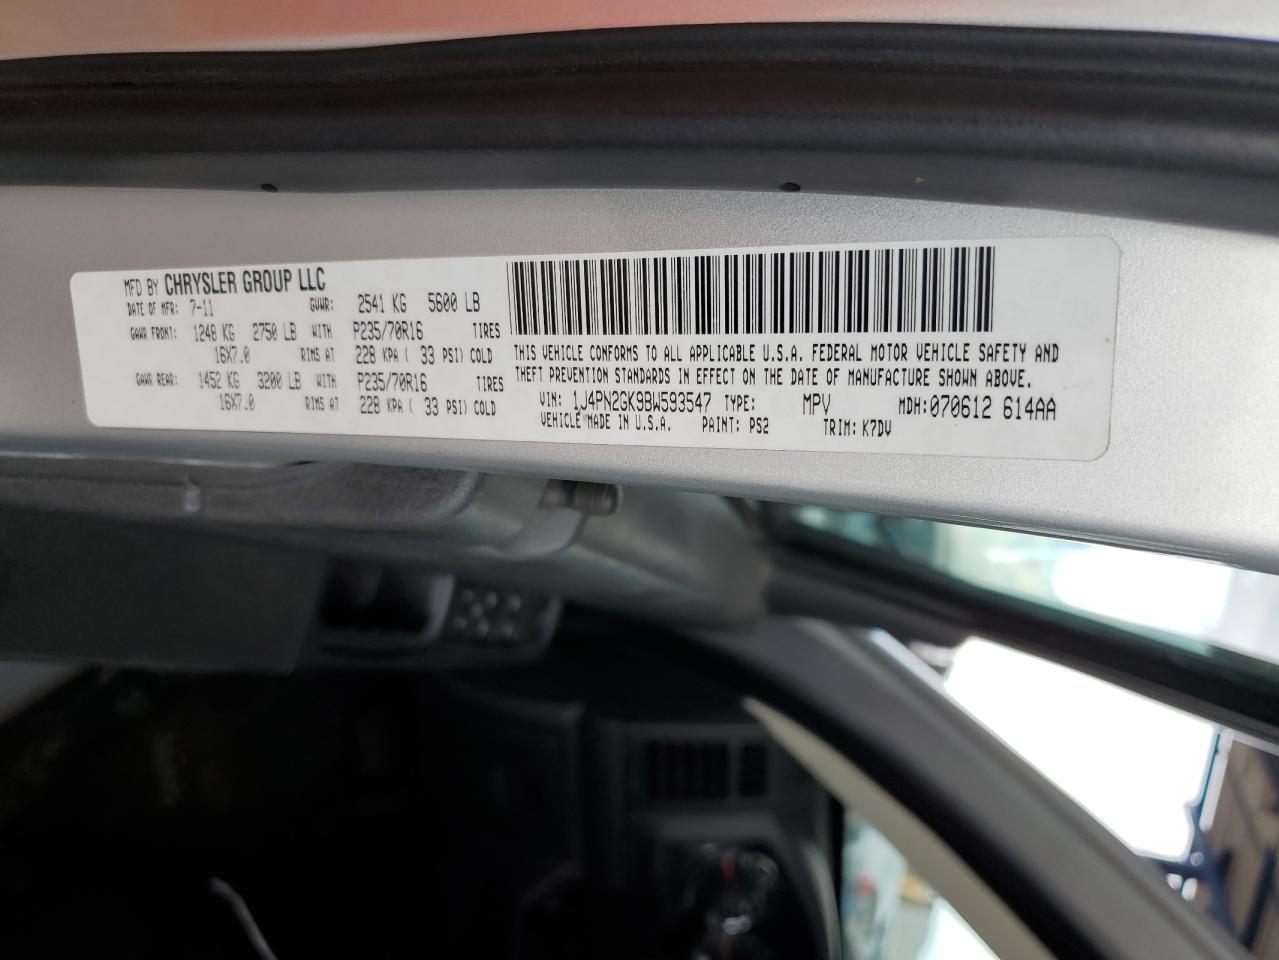 MFD BY CHRYSLER GROUP LLC
DATE OF MFR: 7-11 GVWR: 2541 KG 5600 LB
GAWR FRONT: 1248 KG 2750 LB WITH P235/70R16 TIRES
16X7.0 RIMS AT 228 KPA ( 33 PSI) COLD
GAWR REAR: 1452 KG 3200 LB WITH P235/70R16 TIRES
16X7.0 RIMS AT 228 KPA ( 33 PSI) COLD
THIS VEHICLE CONFORMS TO ALL APPLICABLE U.S.A. FEDERAL MOTOR VEHICLE SAFETY AND
THEFT PREVENTION STANDARDS IN EFFECT ON THE DATE OF MANUFACTURE SHOWN ABOVE.
VIN: 1J4PN2GK9BW593547 TYPE: MPV MDH: 070612 614AA
VEHICLE MADE IN U.S.A. PAINT: PS2 TRIM: K7DV